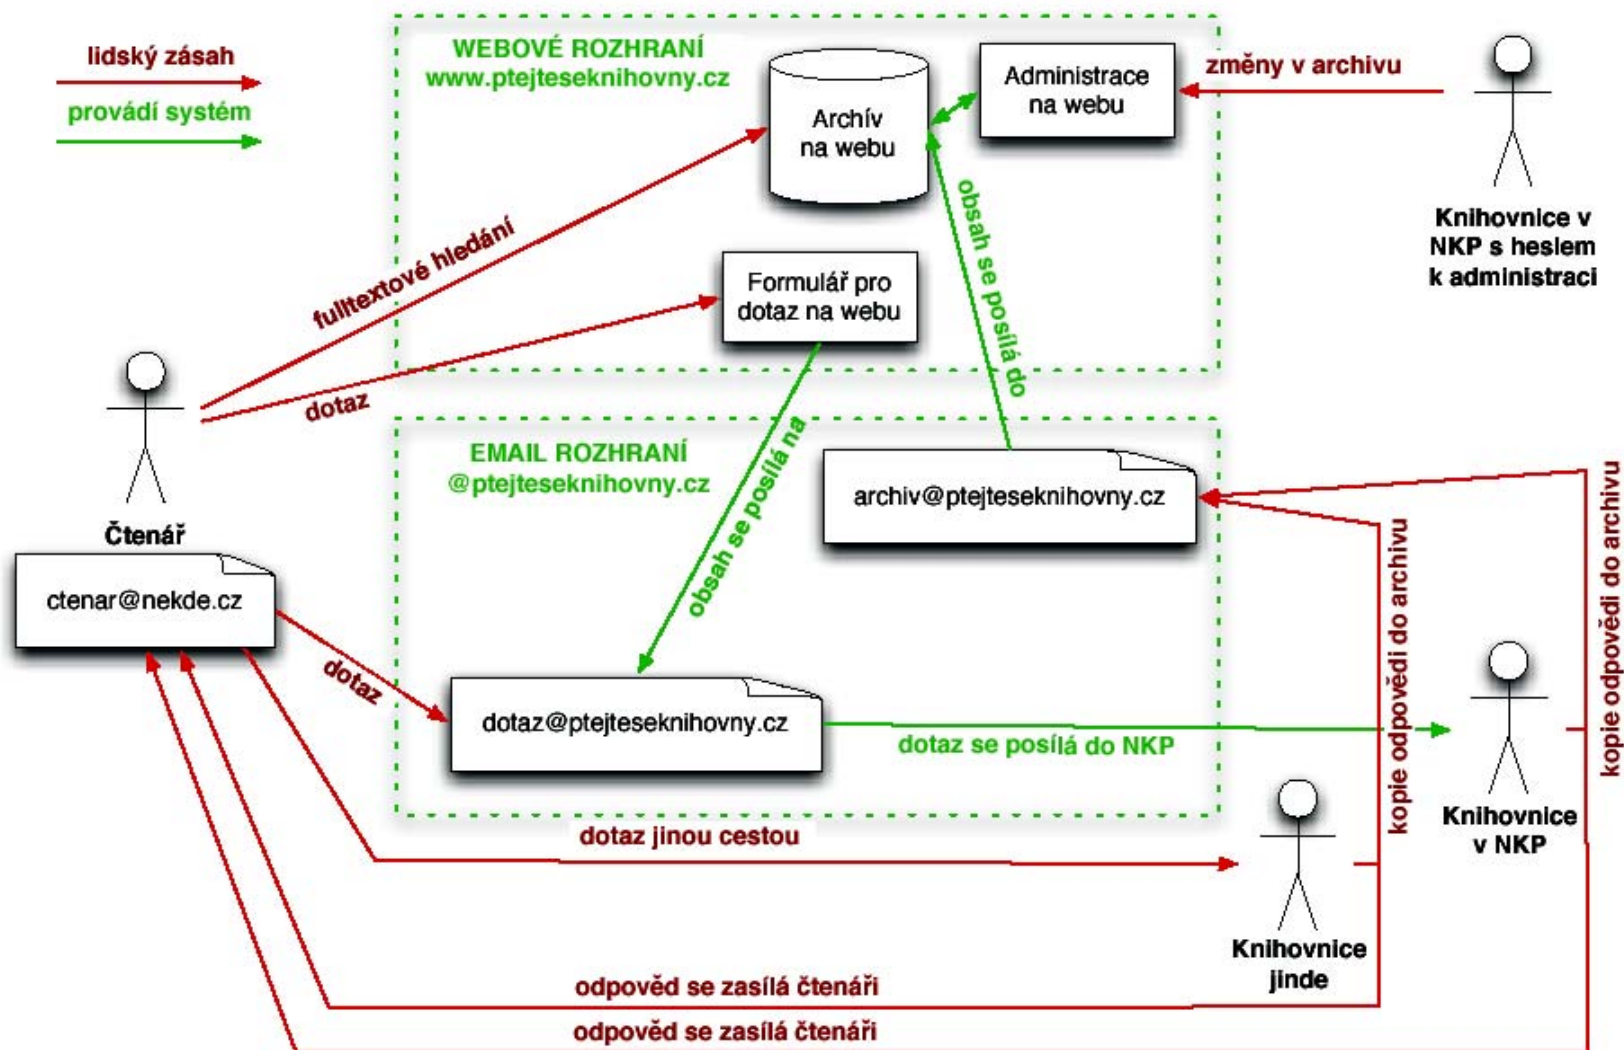 lidský zásah
provádí systém
WEBOVÉ ROZHRANÍ
www.ptejteseknihovny.cz
Archív
na webu
Administrace
na webu
změny v archivu
Knihovnice v
NKP s heslem
k administraci
fulltextové hledání
dotaz
Formulář pro
dotaz na webu
obsah se posílá do
obsah se posílá na
EMAIL ROZHRANÍ
@ptejteseknihovny.cz
archiv@ptejteseknihovny.cz
Čtenář
ctenar@nekde.cz
dotaz
dotaz@ptejteseknihovny.cz
dotaz se posílá do NKP
kopie odpovědi do archivu
kopie odpovědi do archivu
Knihovnice
v NKP
dotaz jinou cestou
Knihovnice
jinde
odpověd se zasílá čtenáři
odpověd se zasílá čtenáři